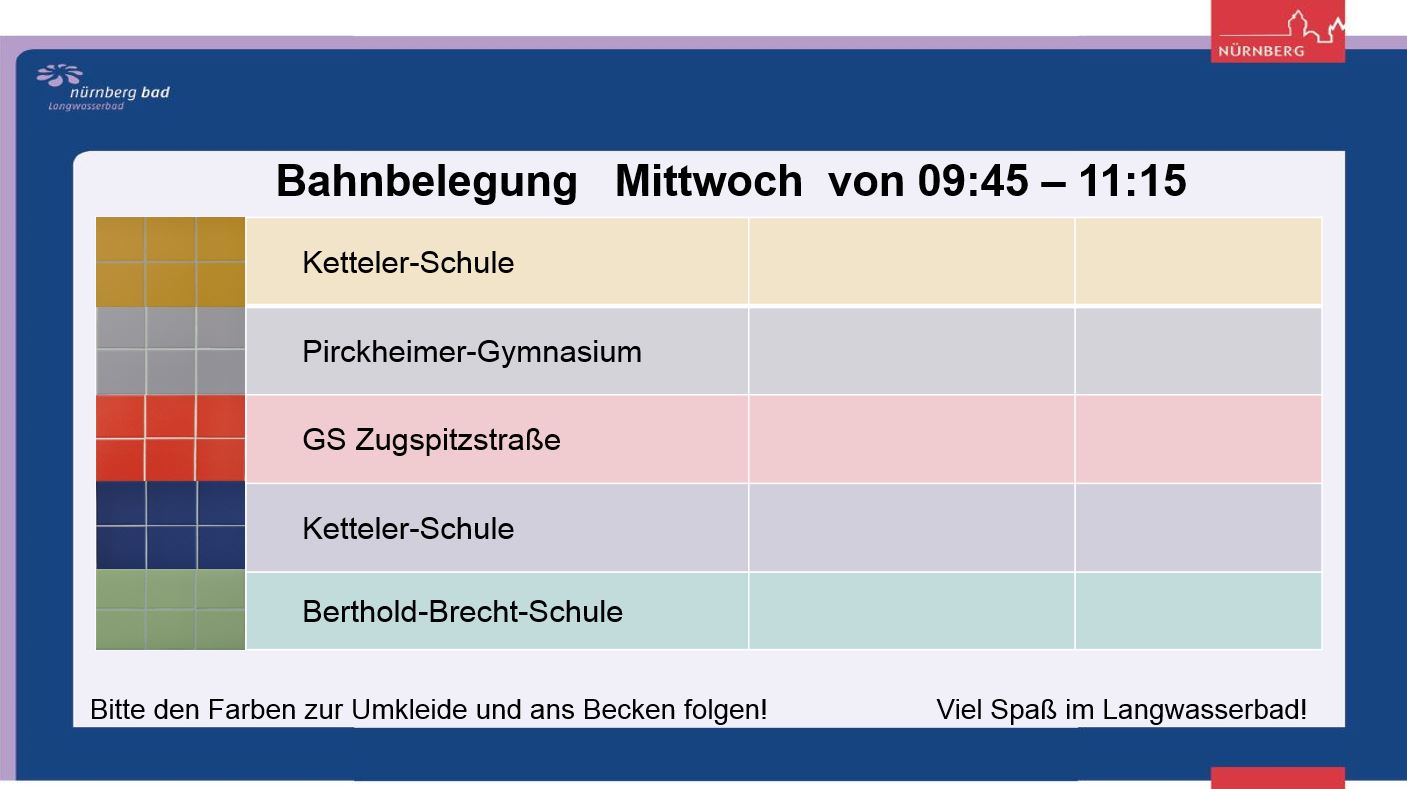 NÜRNBERG
nürnberg bad
Langwasserbad
Bahnbelegung Mittwoch von 09:45 – 11:15
Ketteler-Schule
Pirckheimer-Gymnasium
GS Zugspitzstraße
Ketteler-Schule
Berthold-Brecht-Schule
Bitte den Farben zur Umkleide und ans Becken folgen! Viel Spaß im Langwasserbad!